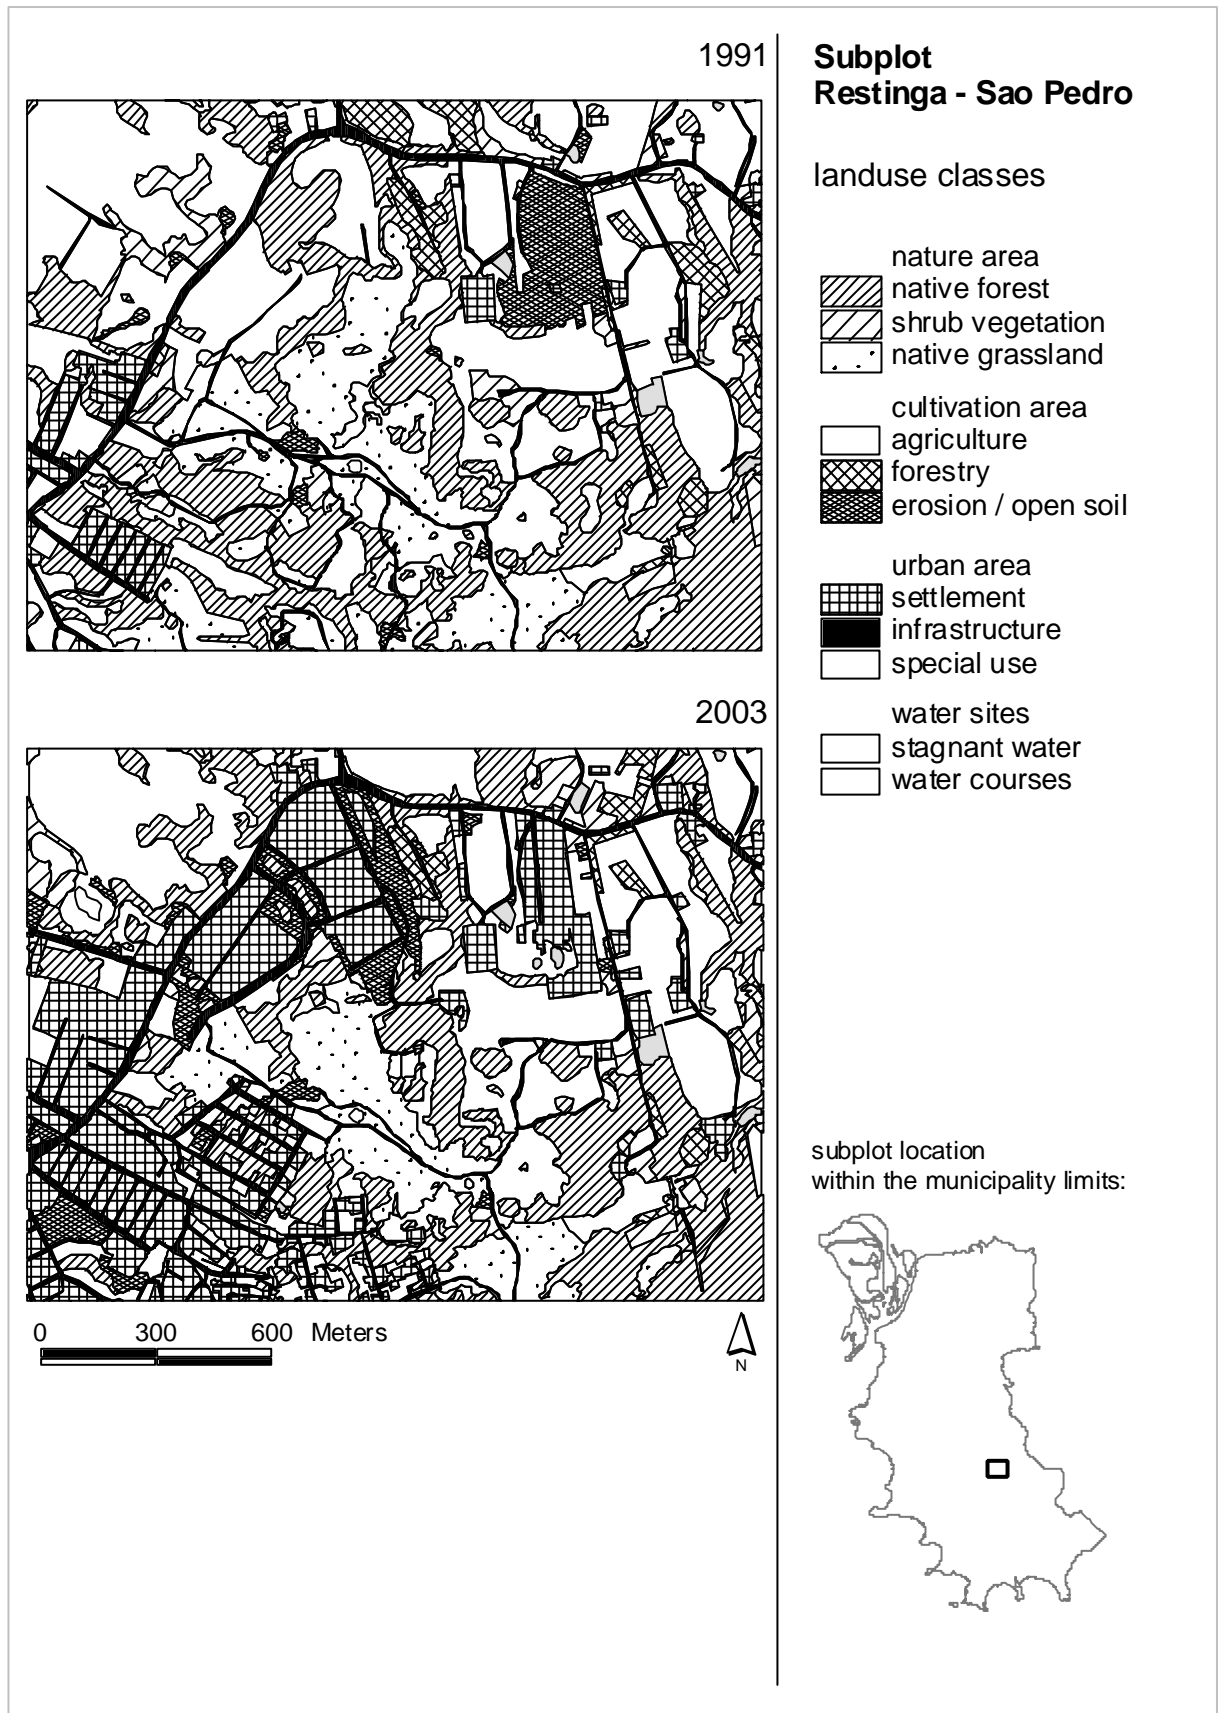 1991
Subplot
Restinga - Sao Pedro
landuse classes
nature area
native forest
shrub vegetation
native grassland
cultivation area
agriculture
forestry
erosion / open soil
urban area
settlement
infrastructure
special use
water sites
stagnant water
water courses
2003
0 300 600 Meters
N
subplot location
within the municipality limits: